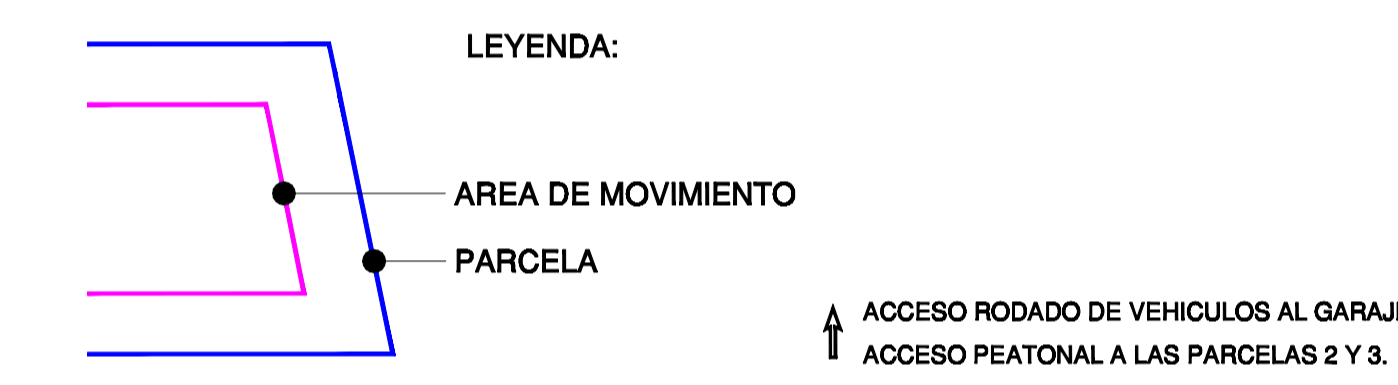 LEYENDA:
AREA DE MOVIMIENTO
PARCELA
ACCESO RODADO DE VEHICULOS AL
ACCESO PEATONAL A LAS PARCELAS 2 Y 3.